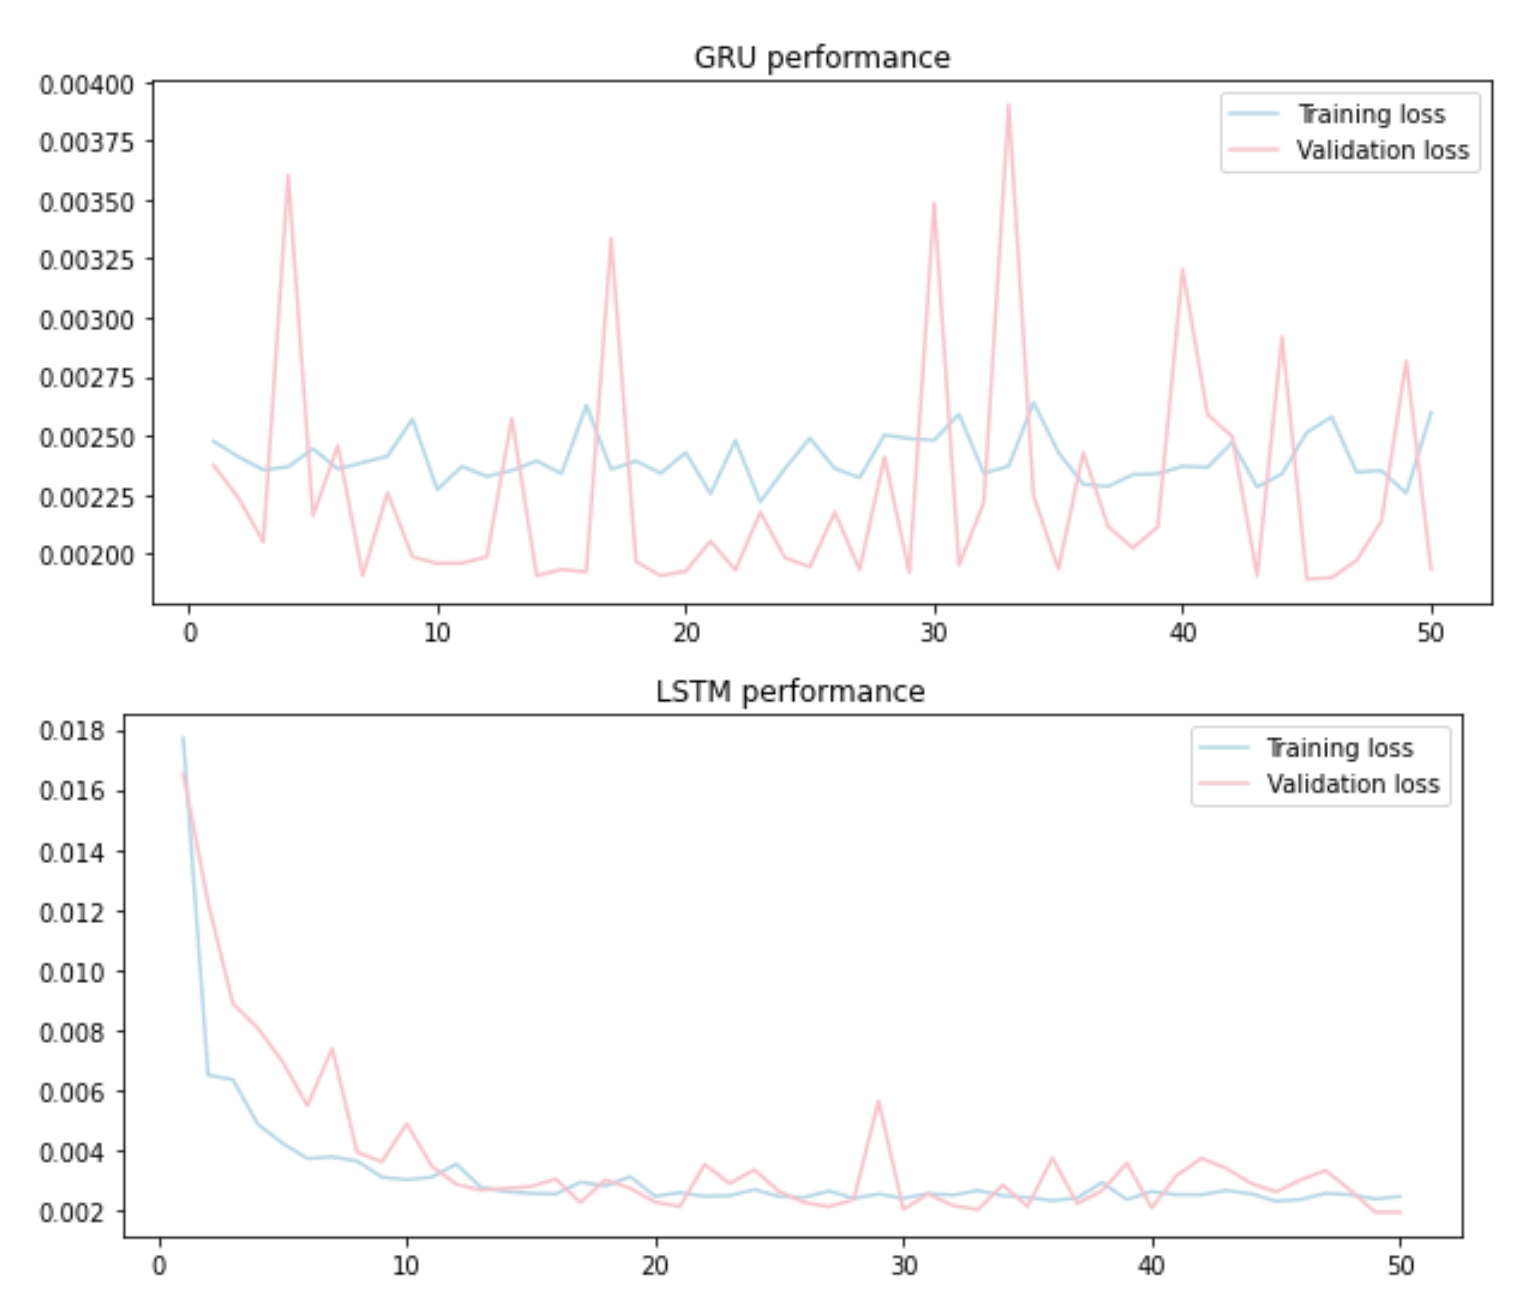 GRU performance
0.00400
0.00375
0.00350
0.00325
0.00300
0.00275
0.00250
0.00225
0.00200
Training loss
Validation loss
0 10 20 30 40 50
LSTM performance
0.018
0.016
0.014
0.012
0.010
0.008
0.006
0.004
0.002
Training loss
Validation loss
0 10 20 30 40 50